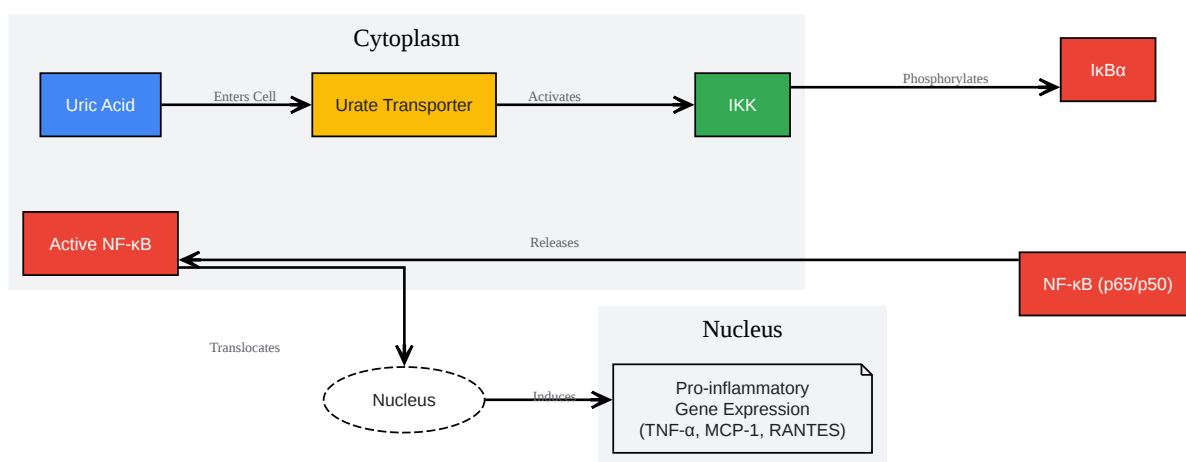 Cytoplasm
Uric Acid
Enters Cell
Urate Transporter
Activates
IKK
Phosphorylates
IκBα
Active NF-κB
Releases
NF-κB (p65/p50)
Translocates
Nucleus
Induces
Nucleus
Pro-inflammatory
Gene Expression
(TNF-α, MCP-1, RANTES)